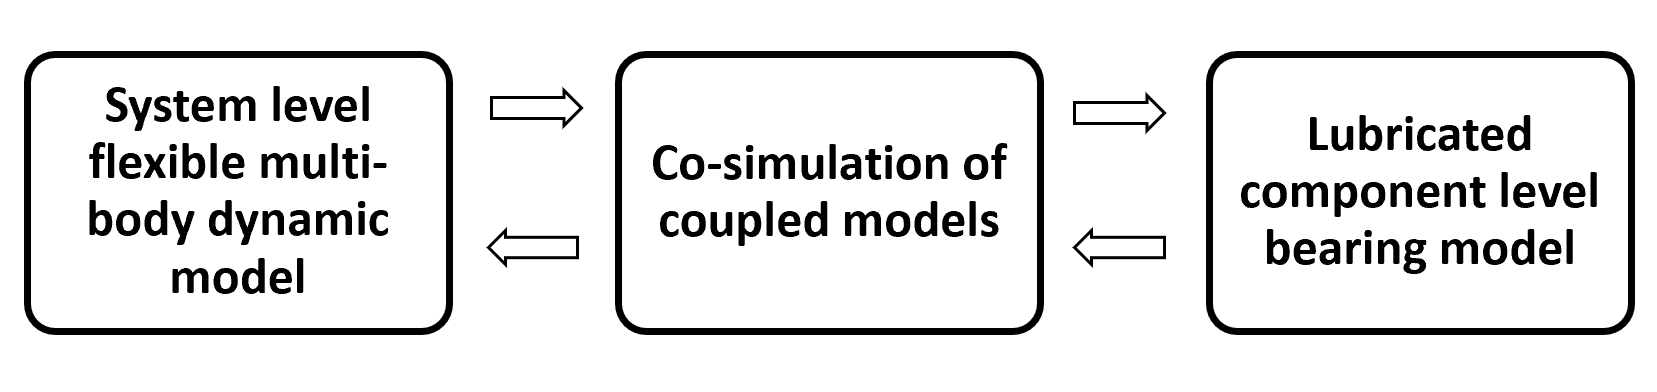 System level
flexible multi-
body dynamic
model
Co-simulation of
coupled models
Lubricated
component level
bearing model